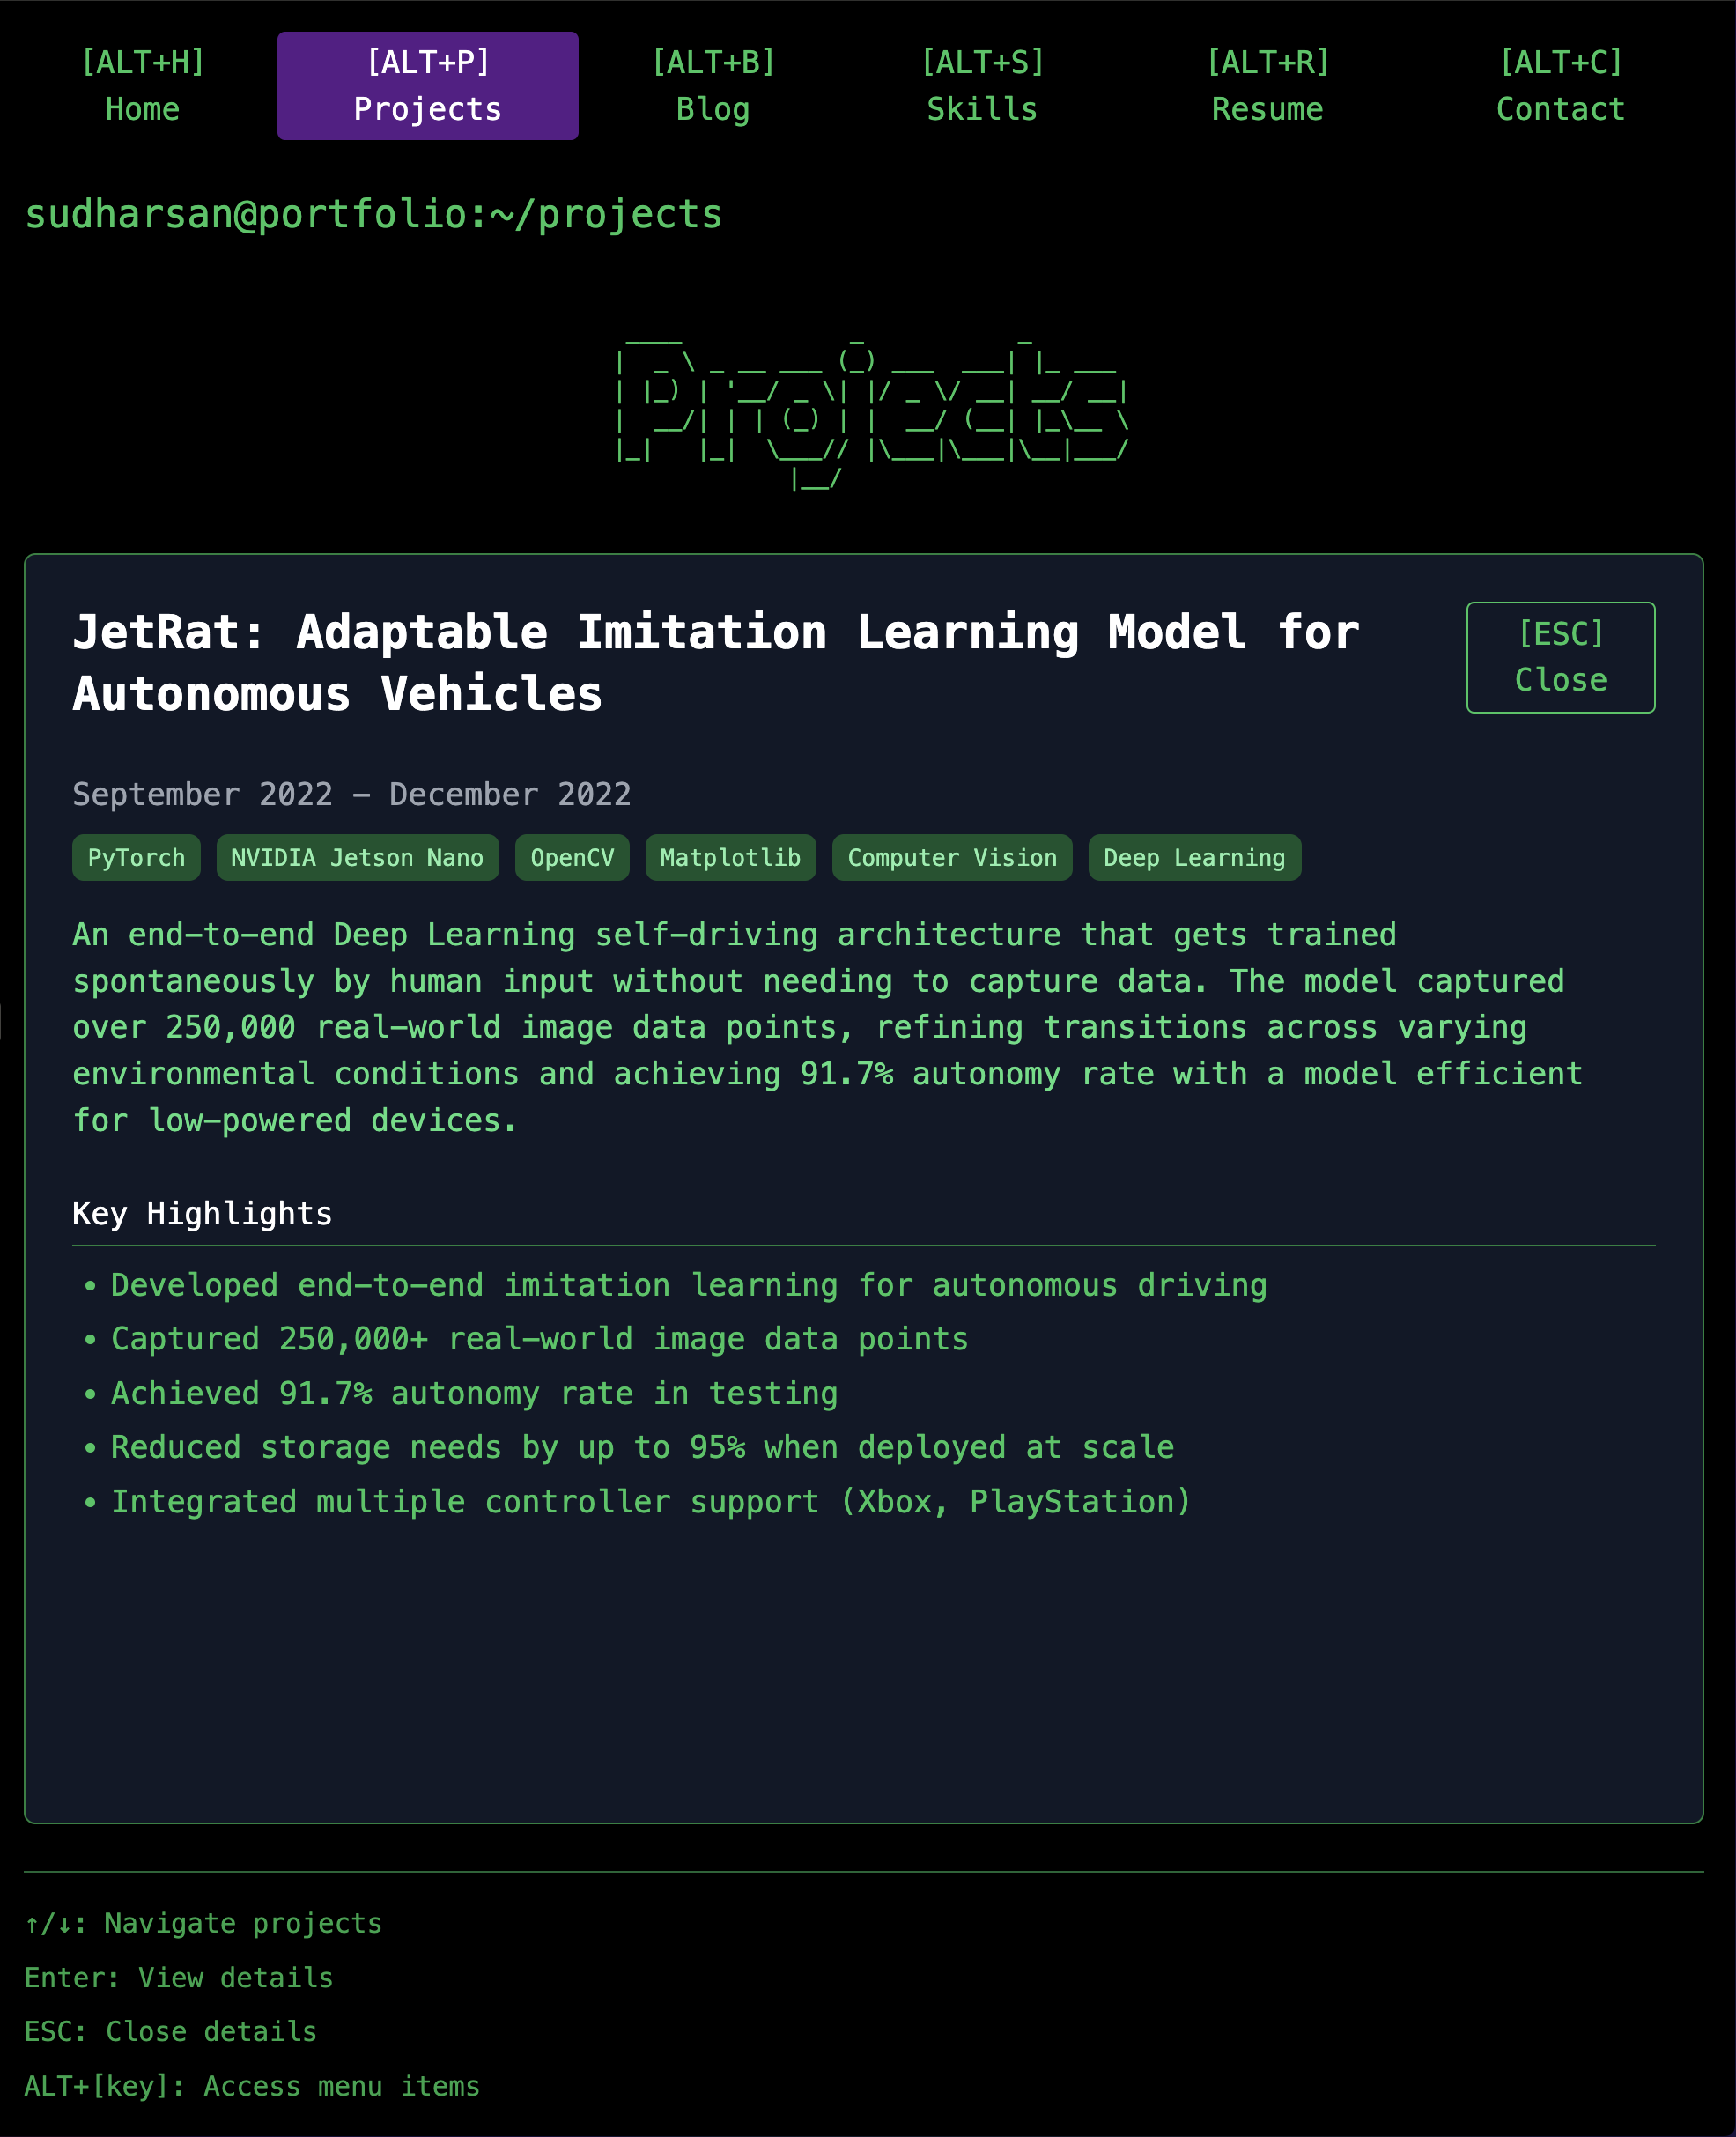 [ALT+H] [ALT+P] [ALT+B] [ALT+S] [ALT+R] [ALT+C]
Home Projects Blog Skills Resume Contact
sudharsan@portfolio:~/projects
Projects
JetRat: Adaptable Imitation Learning Model for
Autonomous Vehicles
[ESC]
Close
September 2022 – December 2022
PyTorch NVIDIA Jetson Nano OpenCV Matplotlib Computer Vision Deep Learning
An end-to-end Deep Learning self-driving architecture that gets trained
spontaneously by human input without needing to capture data. The model captured
over 250,000 real-world image data points, refining transitions across varying
environmental conditions and achieving 91.7% autonomy rate with a model efficient
for low-powered devices.
Key Highlights
• Developed end-to-end imitation learning for autonomous driving
• Captured 250,000+ real-world image data points
• Achieved 91.7% autonomy rate in testing
• Reduced storage needs by up to 95% when deployed at scale
• Integrated multiple controller support (Xbox, PlayStation)
↑/↓: Navigate projects
Enter: View details
ESC: Close details
ALT+[key]: Access menu items